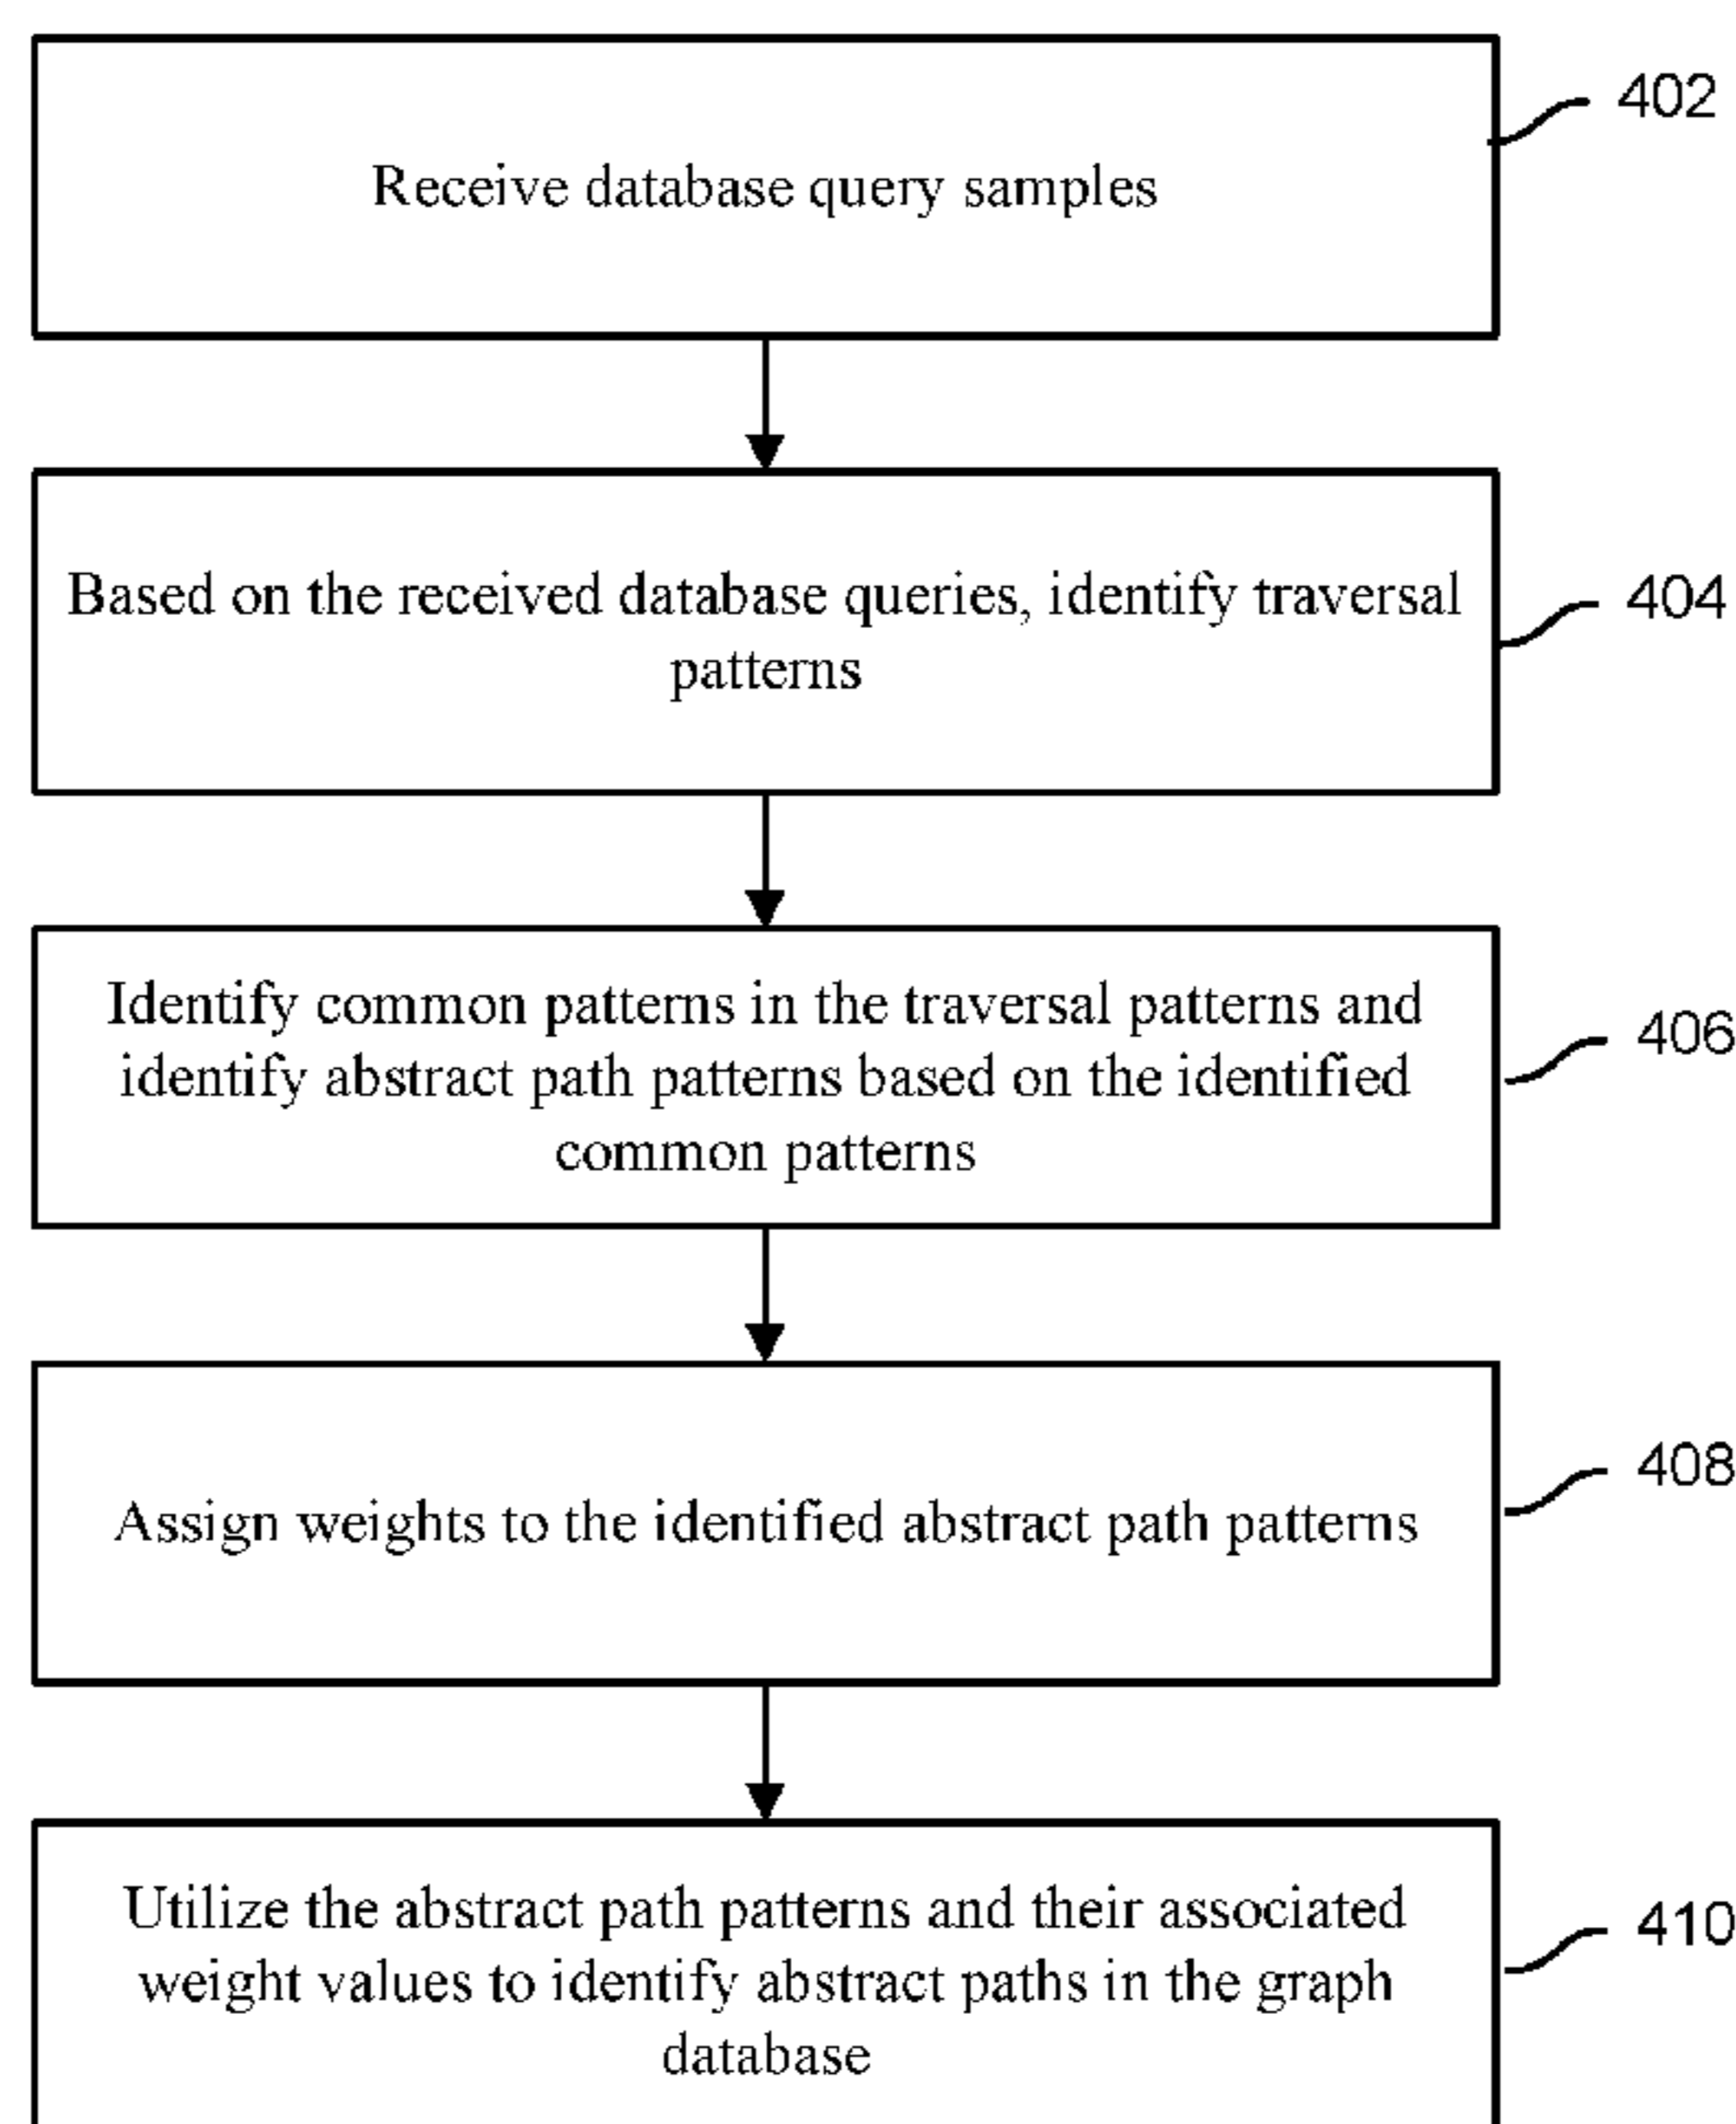 402
Receive database query samples
Based on the received database queries, identify traversal
patterns
404
Identify common patterns in the traversal patterns and
identify abstract path patterns based on the identified
common patterns
406
Assign weights to the identified abstract path patterns
408
Utilize the abstract path patterns and their associated
weight values to identify abstract paths in the graph
database
410